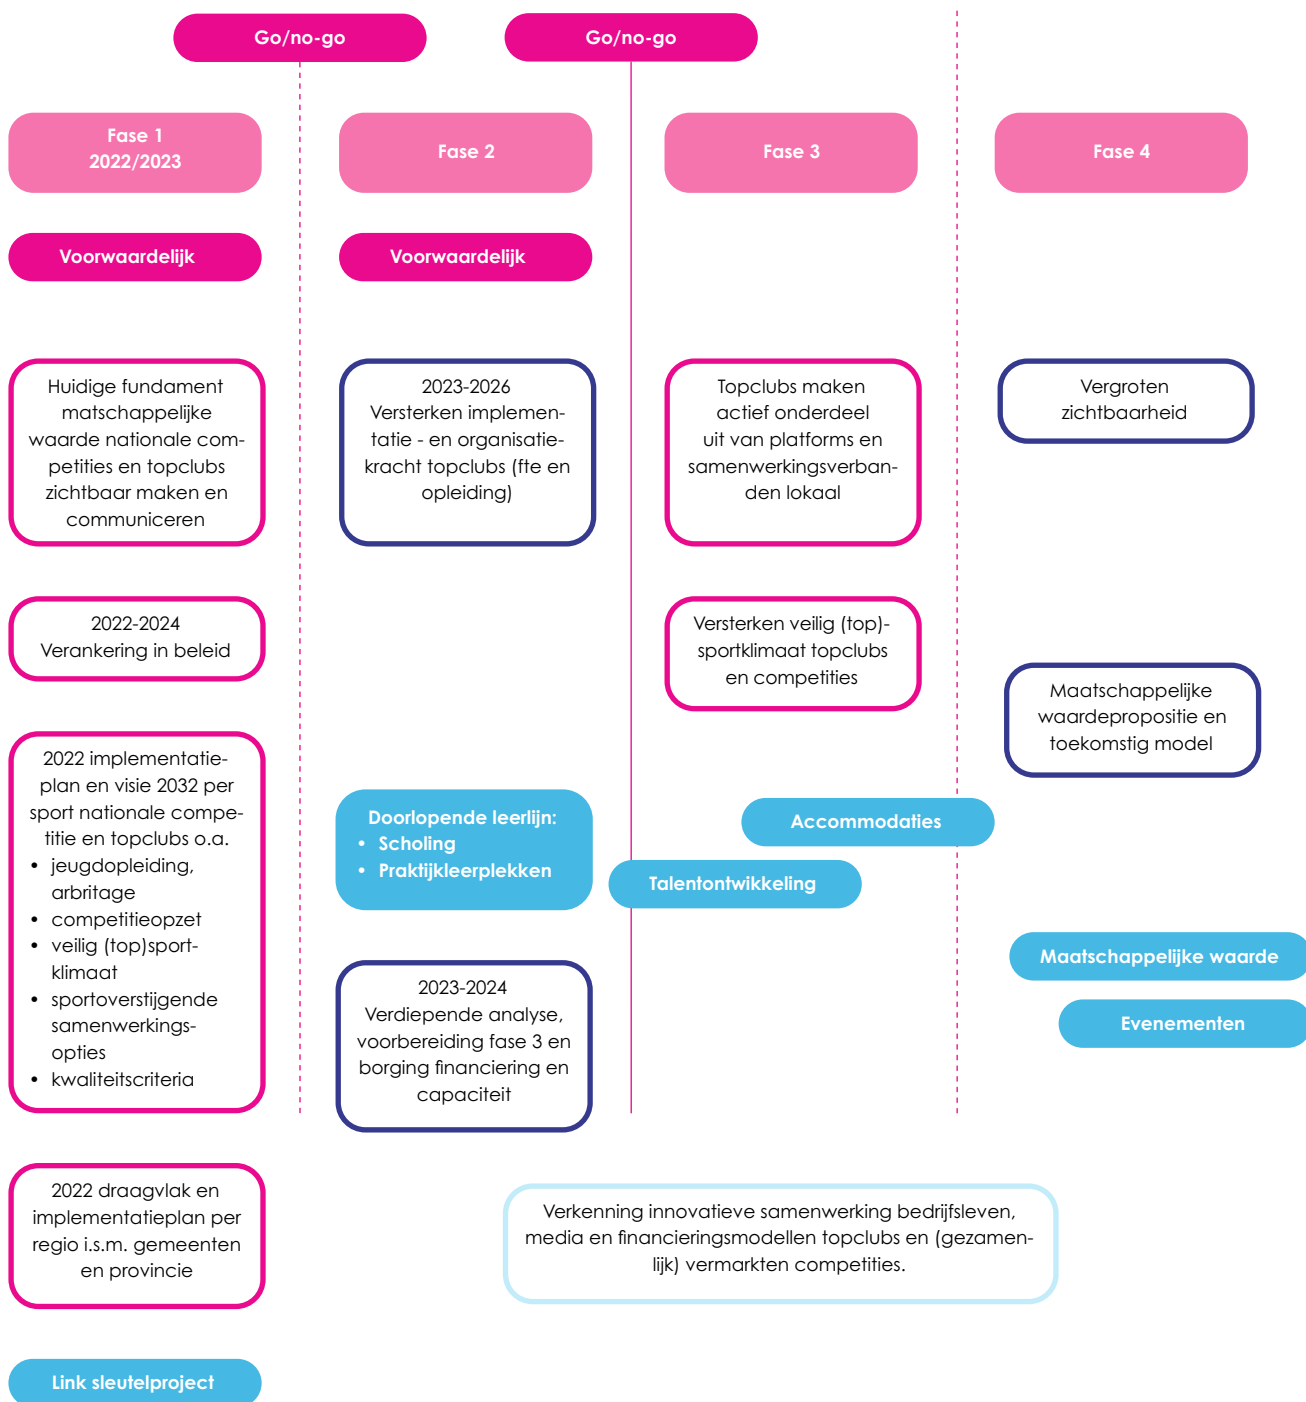 Go/no-go
Go/no-go
Fase 1
2022/2023
Fase 2
Fase 3
Fase 4
Voorwaardelijk
Voorwaardelijk
Huidige fundament
matschappelijke
waarde nationale com-
petities en topclubs
zichtbaar maken en
communiceren
2022-2024
Verankering in beleid
2022 implementatie-
plan en visie 2032 per
sport nationale compe-
titie en topclubs o.a.
• jeugdopleiding,
arbritage
• competitieopzet
• veilig (top)sport-
klimaat
• sportoverstijgende
samenwerkings-
opties
• kwaliteitscriteria
2022 draagvlak en
implementatieplan per
regio i.s.m. gemeenten
en provincie
Link sleutelproject
2023-2026
Versterken implemen-
tatie - en organisatie-
kracht topclubs (fte en
opleiding)
Doorlopende leerlijn:
• Scholing
• Praktijkleerplekken
2023-2024
Verdiepende analyse,
voorbereiding fase 3 en
borging financiering en
capaciteit
Topclubs maken
actief onderdeel
uit van platforms en
samenwerkingsverban-
den lokaal
Versterken veilig (top)-
sportklimaat topclubs
en competities
Accommodaties
Talentontwikkeling
Vergroten
zichtbaarheid
Maatschappelijke
waardepropositie en
toekomstig model
Maatschappelijke waarde
Evenementen
Verkenning innovatieve samenwerking bedrijfsleven,
media en financieringsmodellen topclubs en (gezamen-
lijk) vermarkten competities.